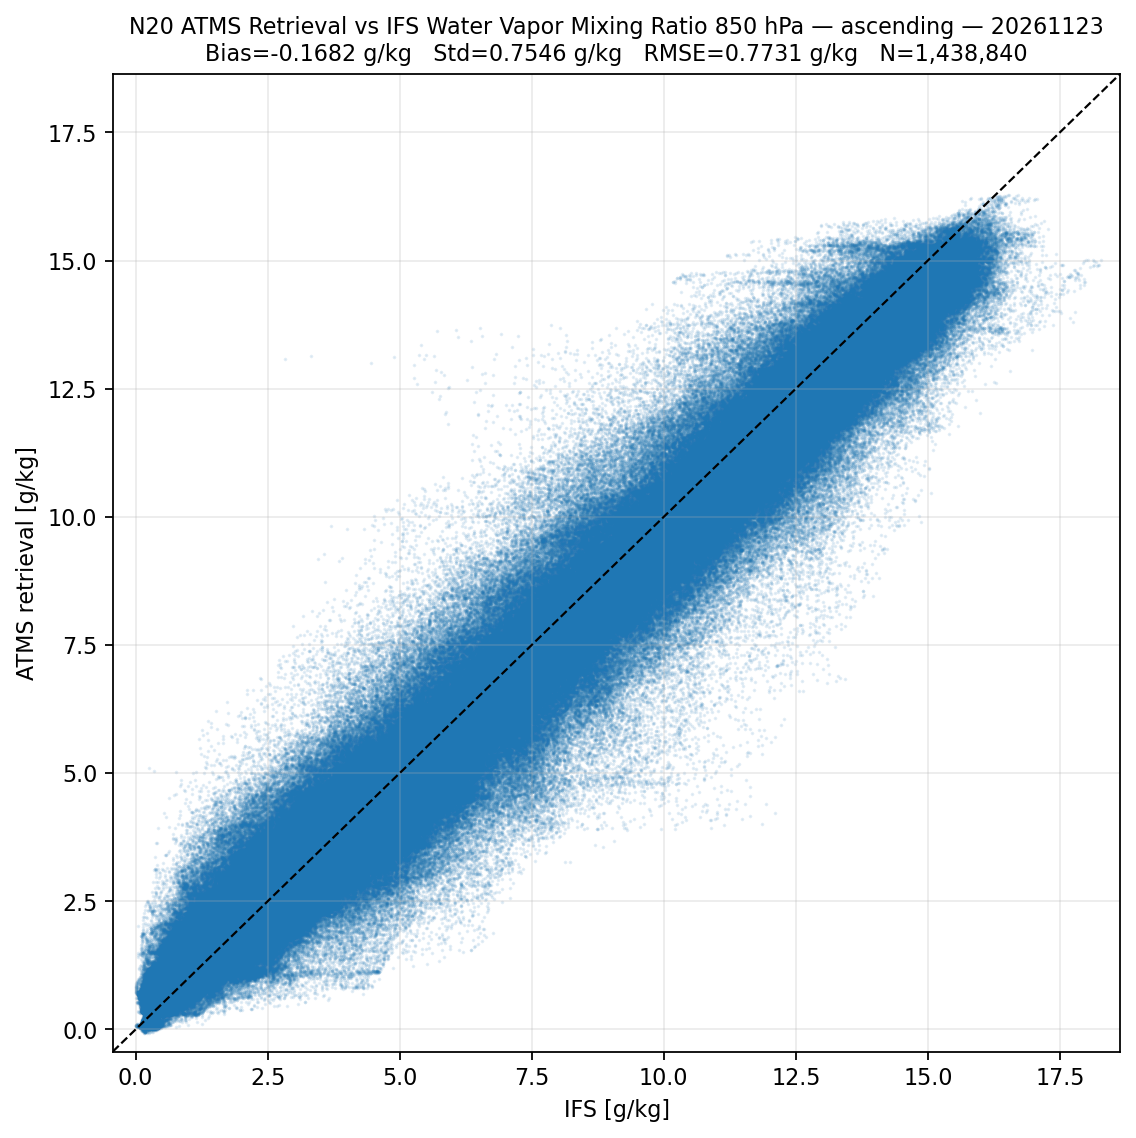 N20 ATMS Retrieval vs IFS Water Vapor Mixing Ratio 850 hPa — ascending — 20261123
Bias=-0.1682 g/kg   Std=0.7546 g/kg   RMSE=0.7731 g/kg   N=1,438,840
17.5
15.0
12.5
10.0
7.5
5.0
2.5
0.0
ATMS retrieval [g/kg]
0.0 2.5 5.0 7.5 10.0 12.5 15.0 17.5
IFS [g/kg]